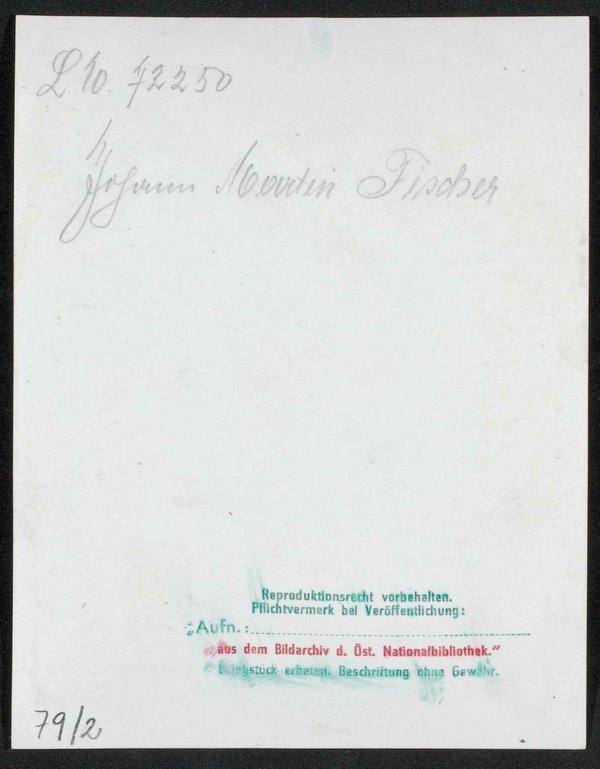 L.W. 72250
Johann Martin Fischer
Reproduktionsrecht vorbehalten.
Pflichtvermerk bei Veröffentlichung:
„Aufn.:
aus dem Bildarchiv d. Öst. Nationalbibliothek.“
Belegstück erbeten. Beschriftung ohne Gewähr.
79/2